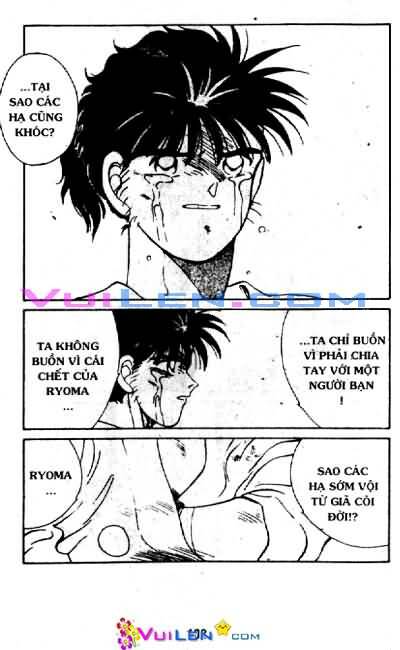 ...TẠI
SAO CÁC
HẠ CŨNG
KHÓC?
VuiLen.com
TA KHÔNG
BUỒN VÌ CÁI
CHẾT CỦA
RYOMA
...
...TA CHỈ BUỒN
VÌ PHẢI CHIA
TAY VỚI MỘT
NGƯỜI BẠN
!
RYOMA
...
SAO CÁC
HẠ SỚM VỘI
TỪ GIÃ CÕI
ĐỜI!?
VuiLen.com